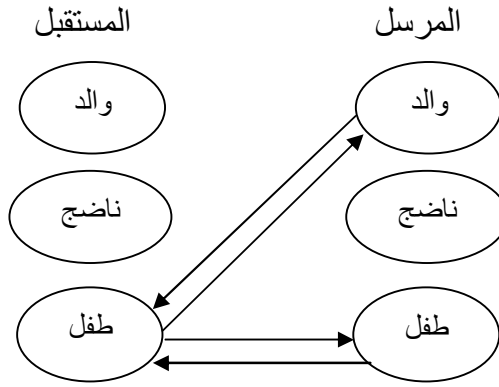 المرسل المستقبل
والد والد
ناضج ناضج
طفل طفل